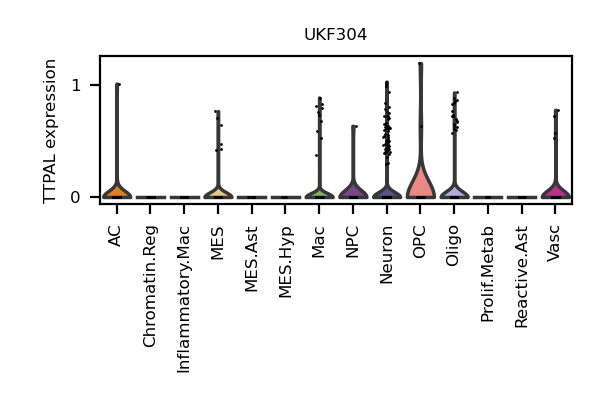 UKF304
TTPAL expression
1
0
AC
Chromatin.Reg
Inflammatory.Mac
MES
MES.Ast
MES.Hyp
Mac
NPC
Neuron
OPC
Oligo
Prolif.Metab
Reactive.Ast
Vasc